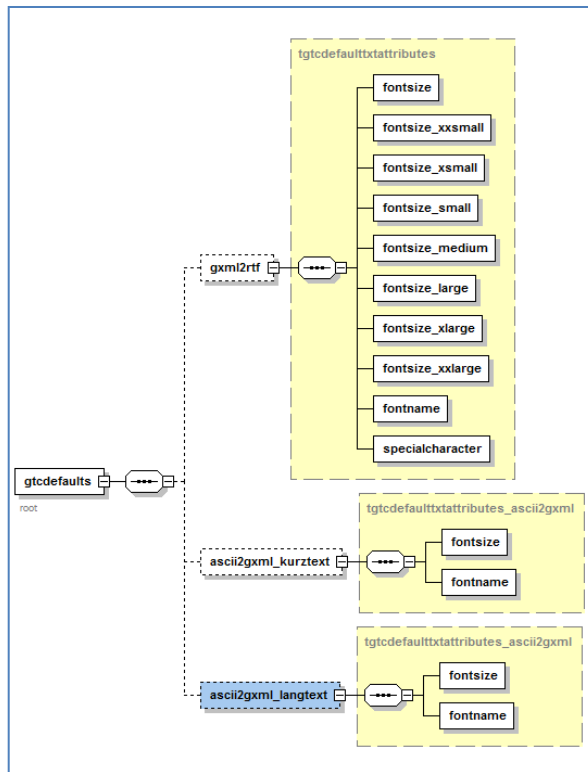 tgtcdefaulttxtattributes
fontsize
fontsize_xxsmall
fontsize_xsmall
fontsize_small
fontsize_medium
gxml2rtf
fontsize_large
fontsize_xlarge
fontsize_xxlarge
fontname
specialcharacter
gtcdefaults
root
tgtcdefaulttxtattributes_ascii2gxml
fontsize
ascii2gxml_kurztext
fontname
tgtcdefaulttxtattributes_ascii2gxml
fontsize
ascii2gxml_langtext
fontname